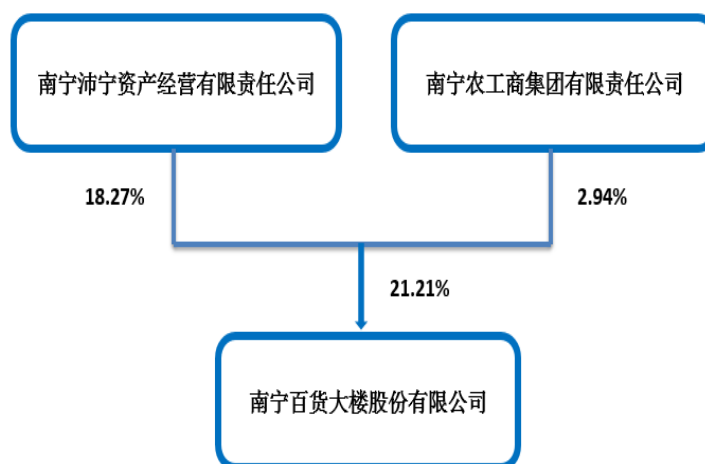 南宁沛宁资产经营有限责任公司
南宁农工商集团有限责任公司
18.27%
2.94%
21.21%
南宁百货大楼股份有限公司